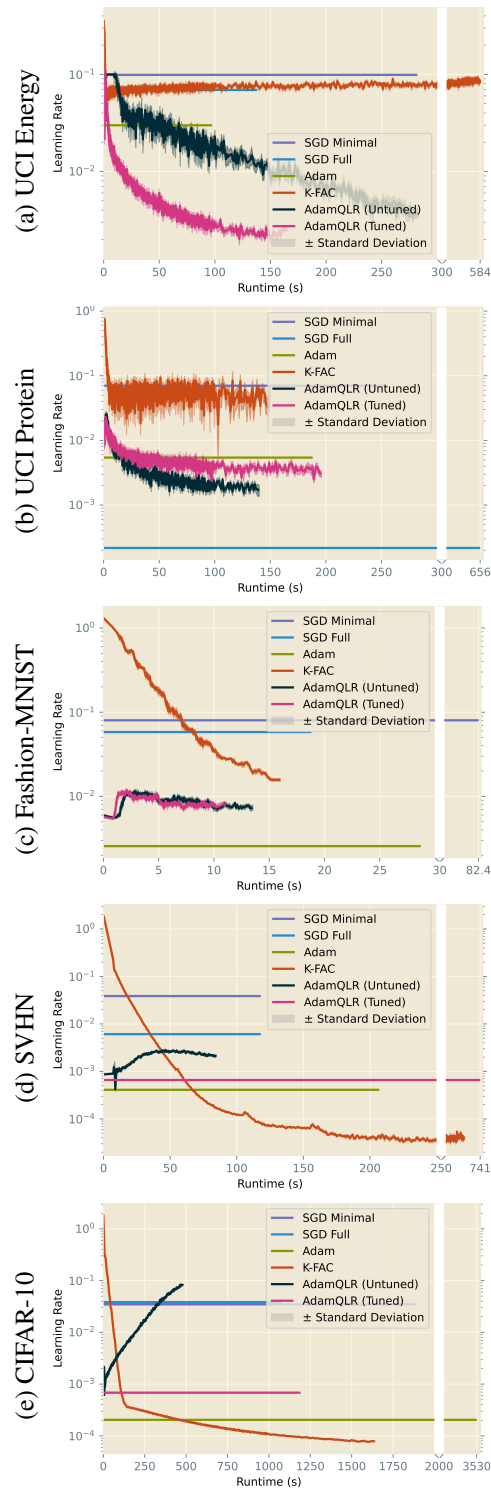 (a) UCI Energy
Learning Rate
10⁻¹
10⁻²
SGD Minimal
SGD Full
Adam
K-FAC
AdamQLR (Untuned)
AdamQLR (Tuned)
± Standard Deviation
0 50 100 150 200 250 300 584
Runtime (s)
(b) UCI Protein
Learning Rate
10⁰
10⁻¹
10⁻²
10⁻³
SGD Minimal
SGD Full
Adam
K-FAC
AdamQLR (Untuned)
AdamQLR (Tuned)
± Standard Deviation
0 50 100 150 200 250 300 656
Runtime (s)
(c) Fashion-MNIST
Learning Rate
10⁰
10⁻¹
10⁻²
SGD Minimal
SGD Full
Adam
K-FAC
AdamQLR (Untuned)
AdamQLR (Tuned)
± Standard Deviation
0 5 10 15 20 25 30 82.4
Runtime (s)
(d) SVHN
Learning Rate
10⁰
10⁻¹
10⁻²
10⁻³
10⁻⁴
SGD Minimal
SGD Full
Adam
K-FAC
AdamQLR (Untuned)
AdamQLR (Tuned)
± Standard Deviation
0 50 100 150 200 250 741
Runtime (s)
(e) CIFAR-10
Learning Rate
10⁰
10⁻¹
10⁻²
10⁻³
10⁻⁴
SGD Minimal
SGD Full
Adam
K-FAC
AdamQLR (Untuned)
AdamQLR (Tuned)
± Standard Deviation
0 250 500 750 1000 1250 1500 1750 2000 3530
Runtime (s)